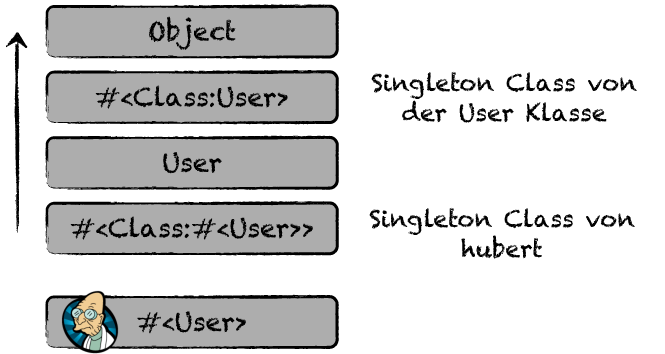 Object
#<Class:User>
Singleton Class von
der User Klasse
User
#<Class:#<User>>
Singleton Class von
hubert
#<User>